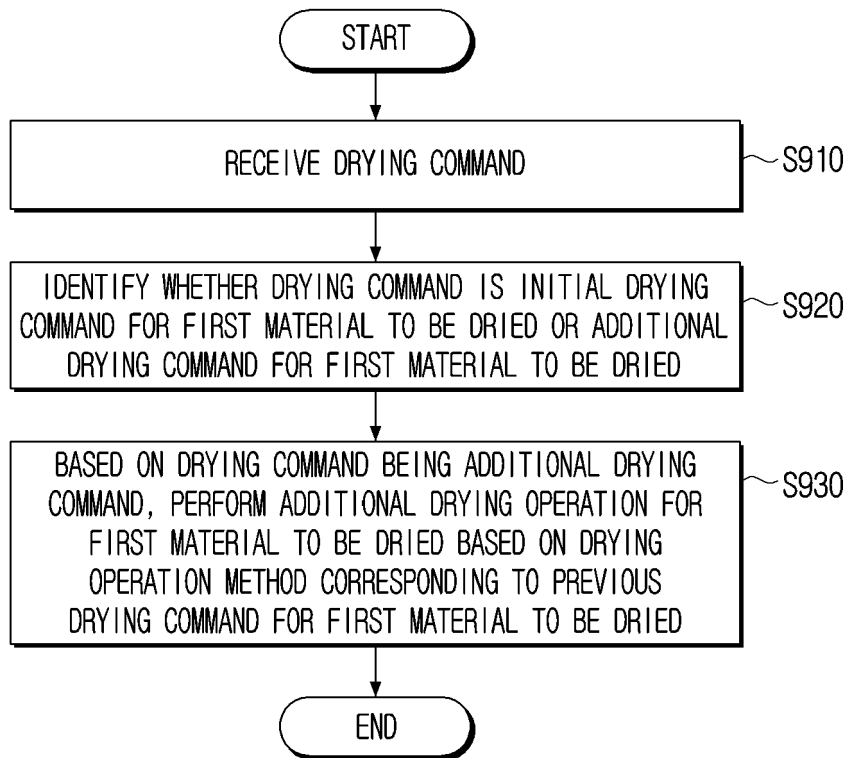 START
RECEIVE DRYING COMMAND
S910
IDENTIFY WHETHER DRYING COMMAND IS INITIAL DRYING
COMMAND FOR FIRST MATERIAL TO BE DRIED OR ADDITIONAL
DRYING COMMAND FOR FIRST MATERIAL TO BE DRIED
S920
BASED ON DRYING COMMAND BEING ADDITIONAL DRYING
COMMAND, PERFORM ADDITIONAL DRYING OPERATION FOR
FIRST MATERIAL TO BE DRIED BASED ON DRYING
OPERATION METHOD CORRESPONDING TO PREVIOUS
DRYING COMMAND FOR FIRST MATERIAL TO BE DRIED
S930
END